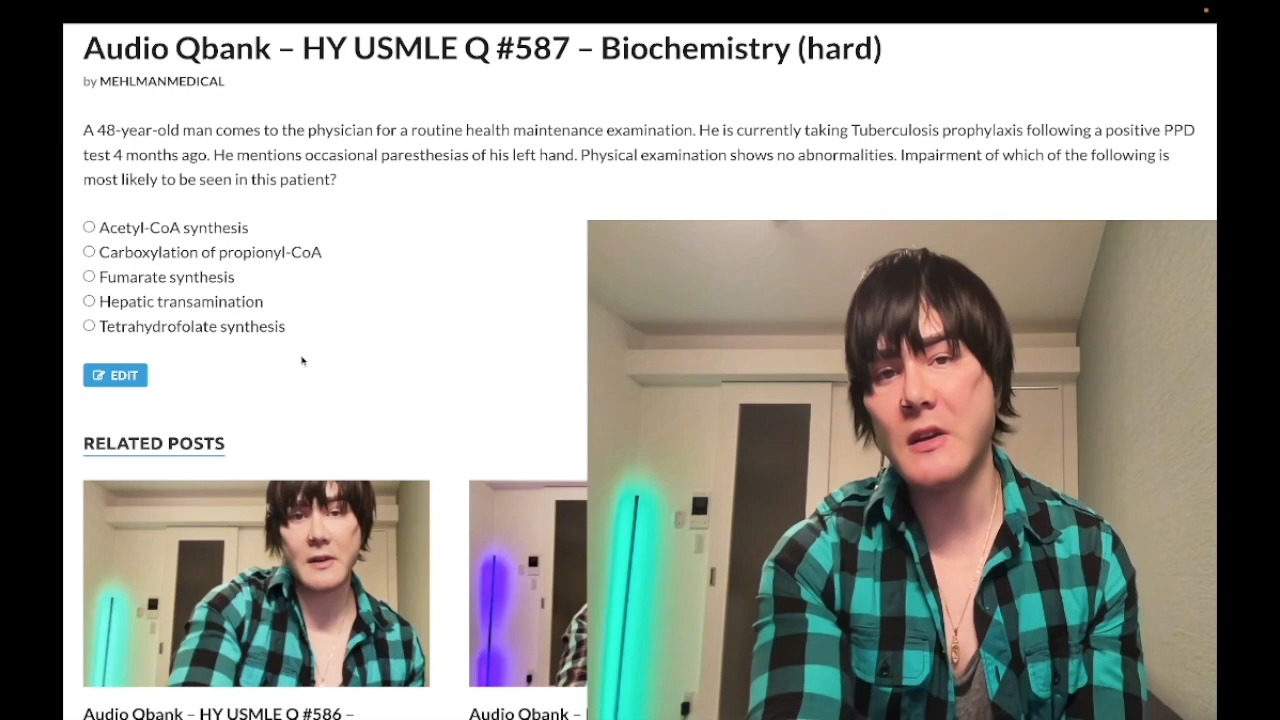 Audio Qbank – HY USMLE Q #587 – Biochemistry (hard)
by MEHLMANMEDICAL
A 48-year-old man comes to the physician for a routine health maintenance examination. He is currently taking Tuberculosis prophylaxis following a positive PPD
test 4 months ago. He mentions occasional paresthesias of his left hand. Physical examination shows no abnormalities. Impairment of which of the following is
most likely to be seen in this patient?
Acetyl-CoA synthesis
Carboxylation of propionyl-CoA
Fumarate synthesis
Hepatic transamination
Tetrahydrofolate synthesis
EDIT
RELATED POSTS
Audio Qbank – HY USMLE Q #586 –
Audio Qbank –